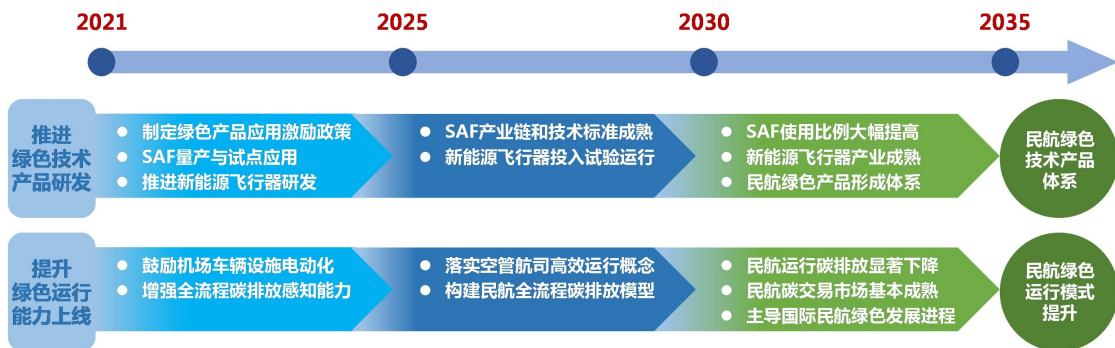 2021
2025
2030
2035
推进
绿色技术
产品研发
制定绿色产品应用激励政策
SAF量产与试点应用
推进新能源飞行器研发
SAF产业链和技术标准成熟
新能源飞行器投入试验运行
SAF使用比例大幅提高
新能源飞行器产业成熟
民航绿色产品形成体系
民航绿色
技术产品
体系
提升
绿色运行
能力上线
鼓励机场车辆设施电动化
增强全流程碳排放感知能力
落实空管航司高效运行概念
构建民航全流程碳排放模型
民航运行碳排放显著下降
民航碳交易市场基本成熟
主导国际民航绿色发展进程
民航绿色
运行模式
提升